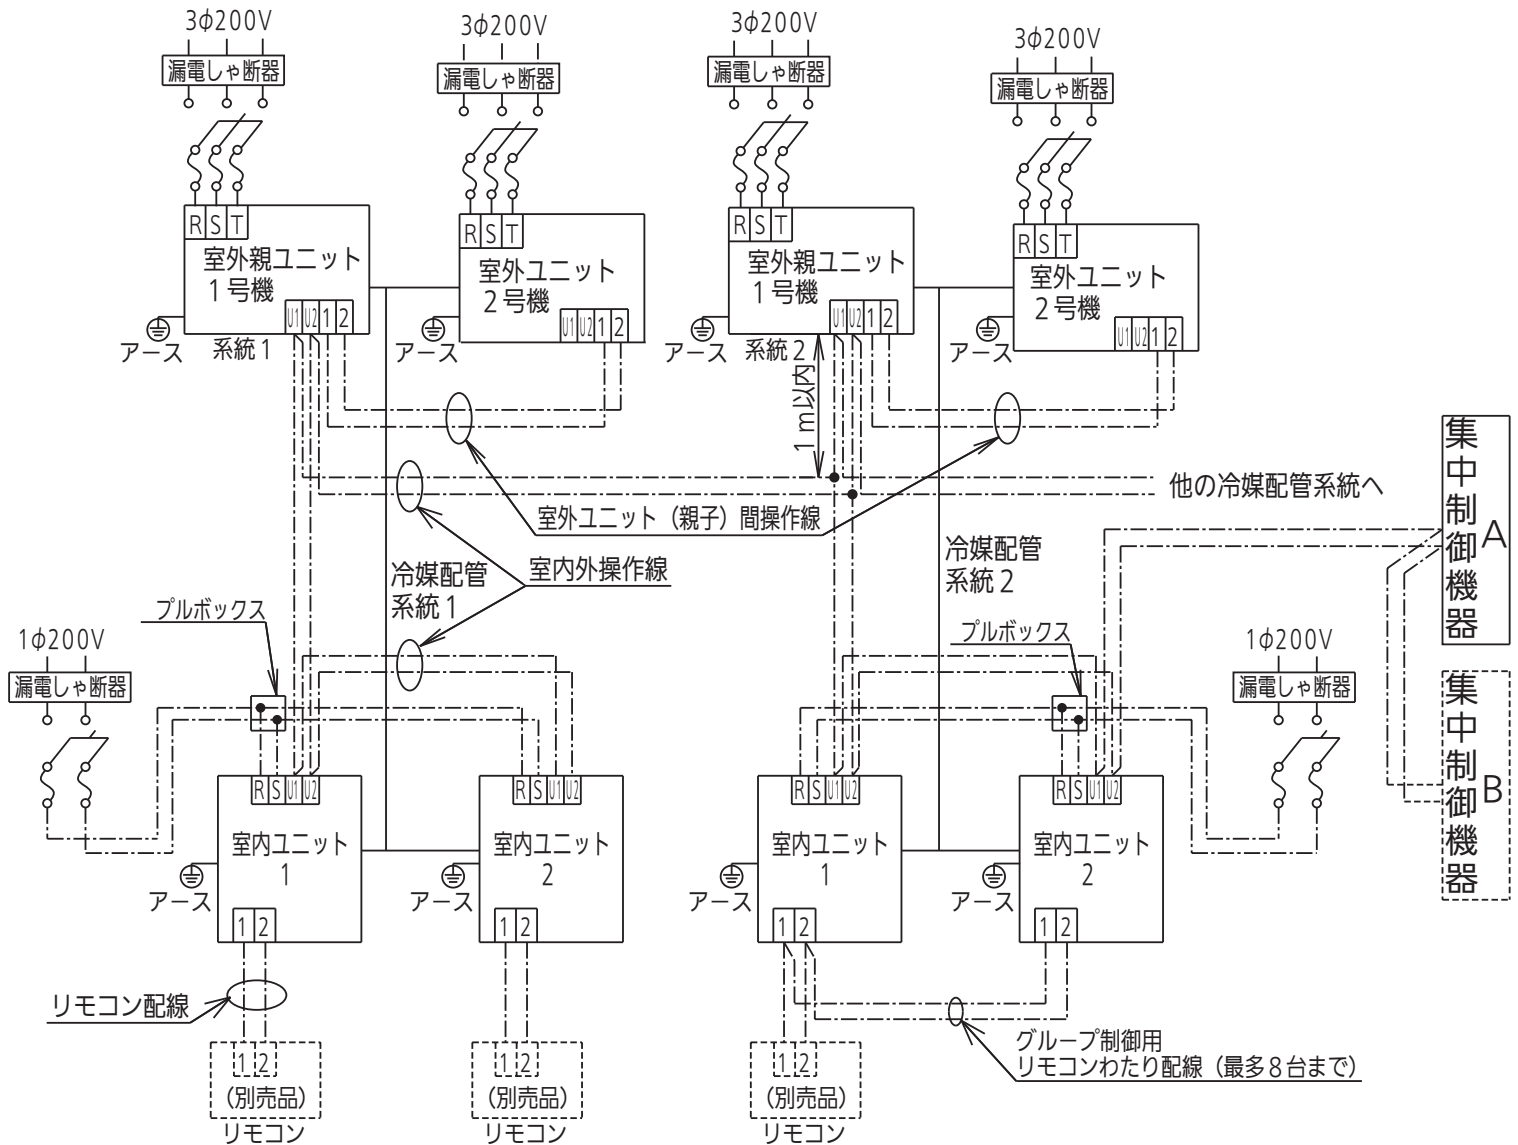 3φ200V
漏電しゃ断器
3φ200V
漏電しゃ断器
3φ200V
漏電しゃ断器
3φ200V
漏電しゃ断器
R S T
室外親ユニット
1号機
U1 U2 1 2
アース
系統1
R S T
室外ユニット
2号機
U1 U2 1 2
アース
R S T
室外親ユニット
1号機
U1 U2 1 2
アース
系統2
R S T
室外ユニット
2号機
U1 U2 1 2
アース
1m以内
他の冷媒配管系統へ
室外ユニット(親子)間操作線
室内外操作線
冷媒配管
系統1
冷媒配管
系統2
集中制御機器A
集中制御機器B
プルボックス
プルボックス
1φ200V
漏電しゃ断器
1φ200V
漏電しゃ断器
R S U1 U2
室内ユニット
1
アース
1 2
R S U1 U2
室内ユニット
2
アース
1 2
R S U1 U2
室内ユニット
1
アース
1 2
R S U1 U2
室内ユニット
2
アース
1 2
リモコン配線
1 2
(別売品)
リモコン
1 2
(別売品)
リモコン
1 2
(別売品)
リモコン
グループ制御用
リモコンわたり配線(最多8台まで)